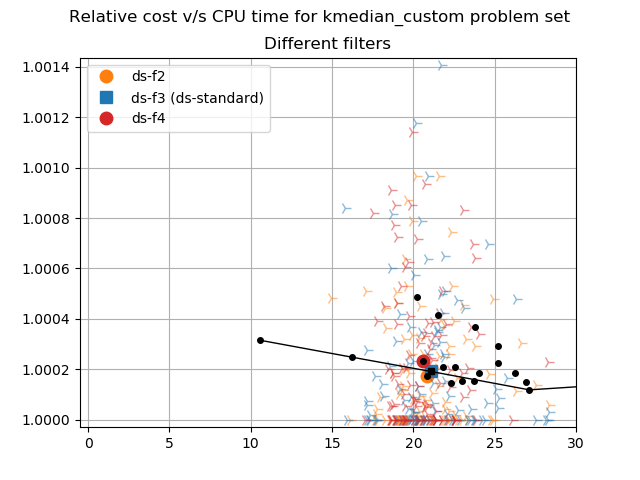 Relative cost v/s CPU time for kmedian_custom problem set
Different filters
ds-f2
ds-f3 (ds-standard)
ds-f4
1.0014
1.0012
1.0010
1.0008
1.0006
1.0004
1.0002
1.0000
0 5 10 15 20 25 30